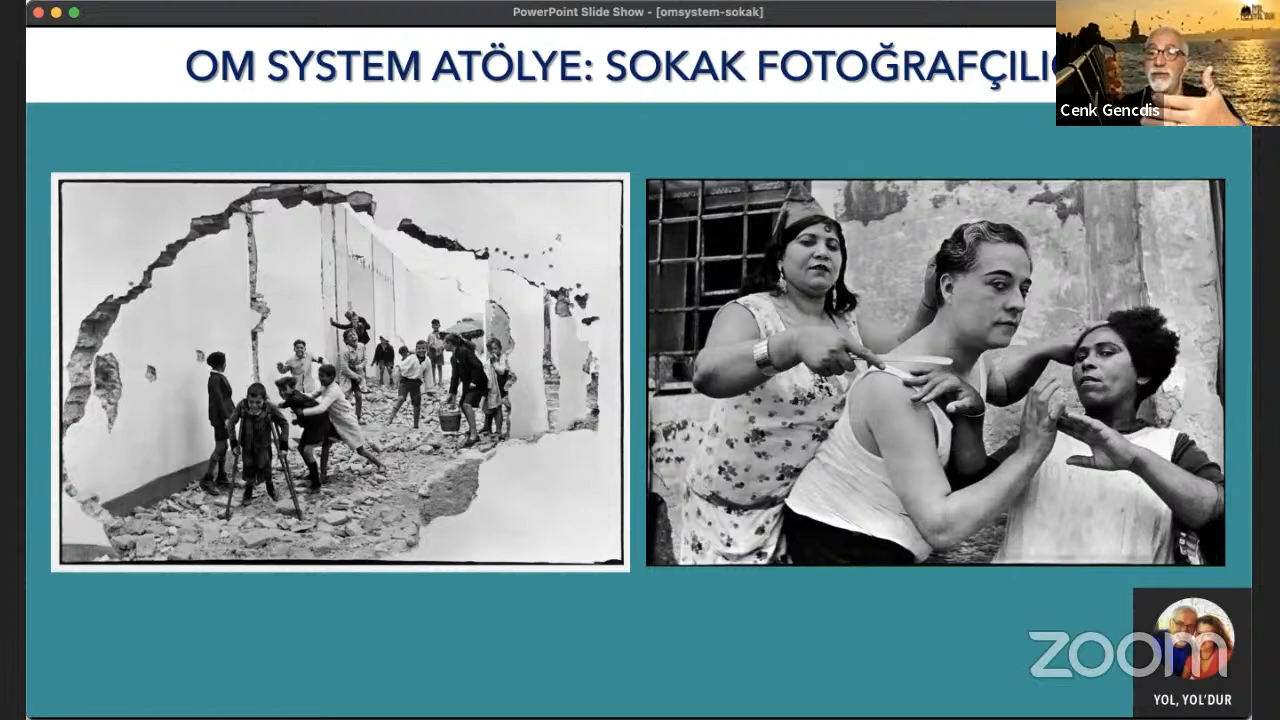 PowerPoint Slide Show - [omsystem-sokak]
OM SYSTEM ATÖLYE: SOKAK FOTOĞRAFÇILI
Cenk Gencdis
zoom
YOL, YOL'DUR